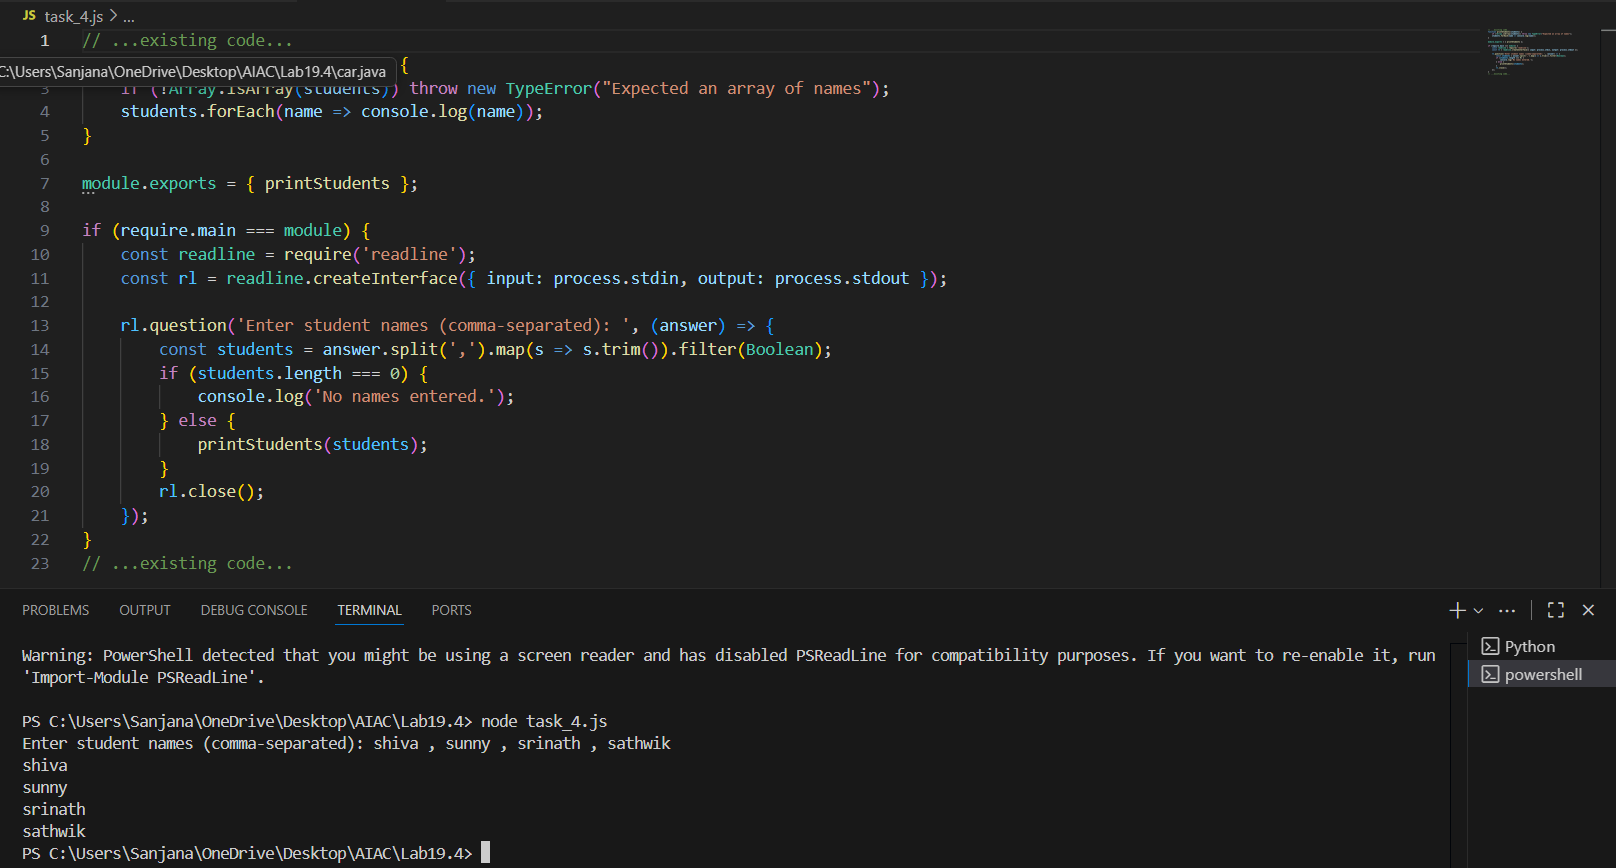 JS task_4.js > ...
1 // ...existing code...
C:\Users\Sanjana\OneDrive\Desktop\AIAC\Lab19.4\car.java {
3 if (!Array.isArray(students)) throw new TypeError("Expected an array of names");
4 students.forEach(name => console.log(name));
5 }
6
7 module.exports = { printStudents };
8
9 if (require.main === module) {
10 const readline = require('readline');
11 const rl = readline.createInterface({ input: process.stdin, output: process.stdout });
12
13 rl.question('Enter student names (comma-separated): ', (answer) => {
14 const students = answer.split(',').map(s => s.trim()).filter(Boolean);
15 if (students.length === 0) {
16 console.log('No names entered.');
17 } else {
18 printStudents(students);
19 }
20 rl.close();
21 });
22 }
23 // ...existing code...
PROBLEMS OUTPUT DEBUG CONSOLE TERMINAL PORTS
Warning: PowerShell detected that you might be using a screen reader and has disabled PSReadLine for compatibility purposes. If you want to re-enable it, run
'Import-Module PSReadLine'.
PS C:\Users\Sanjana\OneDrive\Desktop\AIAC\Lab19.4> node task_4.js
Enter student names (comma-separated): shiva , sunny , srinath , sathwik
shiva
sunny
srinath
sathwik
PS C:\Users\Sanjana\OneDrive\Desktop\AIAC\Lab19.4>
Python
powershell